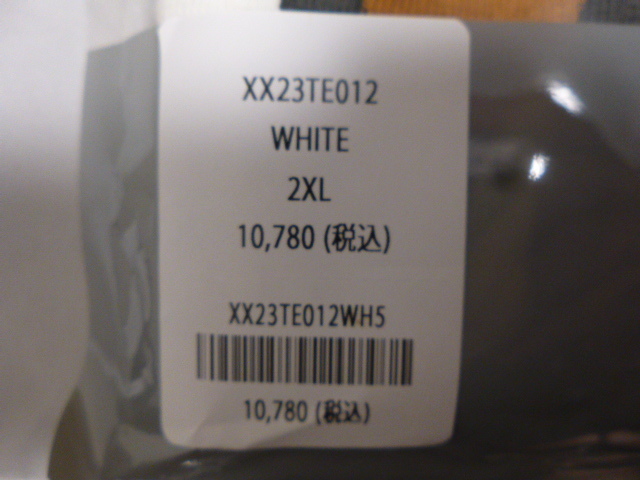 XX23TE012
WHITE
2XL
10,780 (税込)
XX23TE012WH5
10,780 (税込)